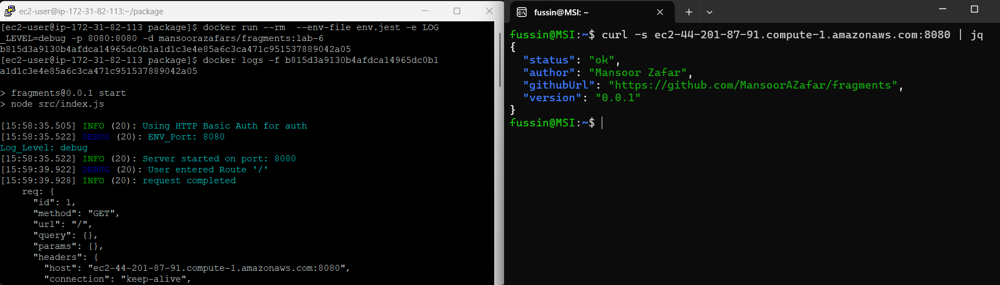 ec2-user@ip-172-31-82-113:~/package
[ec2-user@ip-172-31-82-113 package]$ docker run --rm  --env-file env.jest -e LOG
_LEVEL=debug -p 8080:8080 -d mansoorazafars/fragments:lab-6
b815d3a9130b4afdca14965dc0b1a1d1c3e4e85a6c3ca471c951537889042a05
[ec2-user@ip-172-31-82-113 package]$ docker logs -f b815d3a9130b4afdca14965dc0b1
a1d1c3e4e85a6c3ca471c951537889042a05
> fragments@0.0.1 start
> node src/index.js
[15:58:35.505] INFO (20): Using HTTP Basic Auth for auth
[15:58:35.522] DEBUG (20): ENV_Port: 8080
Log_Level: debug
[15:58:35.522] INFO (20): Server started on port: 8080
[15:59:39.922] DEBUG (20): User entered Route '/'
[15:59:39.928] INFO (20): request completed
    req: {
      "id": 1,
      "method": "GET",
      "url": "/",
      "query": {},
      "params": {},
      "headers": {
        "host": "ec2-44-201-87-91.compute-1.amazonaws.com:8080",
        "connection": "keep-alive",
fussin@MSI: ~
fussin@MSI:~$ curl -s ec2-44-201-87-91.compute-1.amazonaws.com:8080 | jq
{
  "status": "ok",
  "author": "Mansoor Zafar",
  "githubUrl": "https://github.com/MansoorAZafar/fragments",
  "version": "0.0.1"
}
fussin@MSI:~$